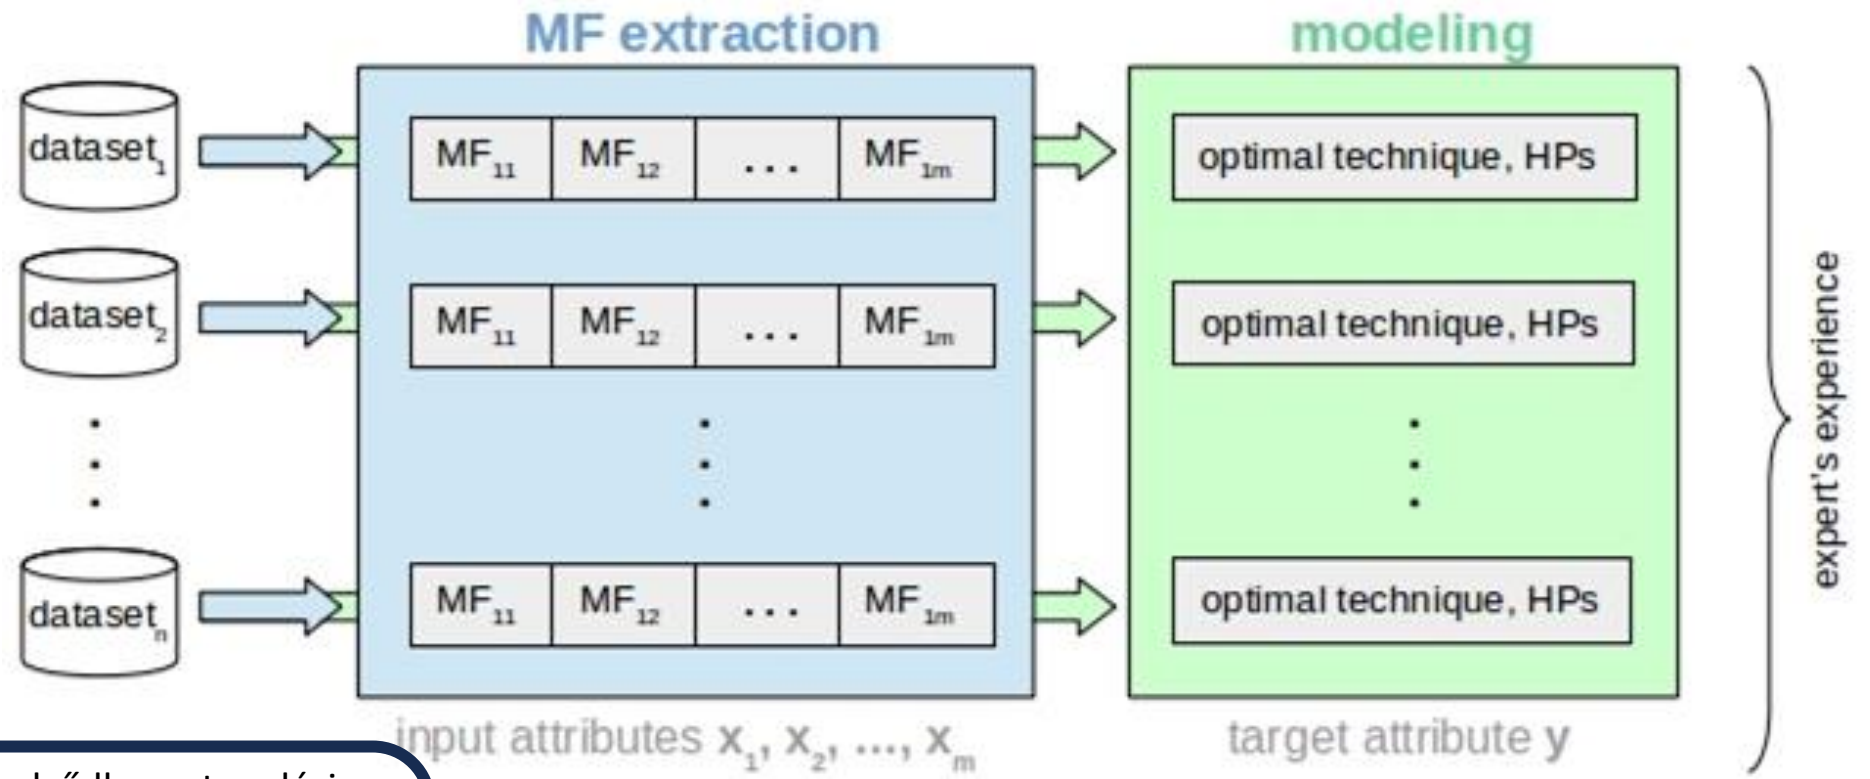 MF extraction
modeling
dataset₁
MF₁₁ MF₁₂ ... MF₁ₘ
optimal technique, HPs
dataset₂
MF₁₁ MF₁₂ ... MF₁ₘ
optimal technique, HPs
datasetₙ
MF₁₁ MF₁₂ ... MF₁ₘ
optimal technique, HPs
expert's experience
input attributes x₁, x₂, ..., xₘ
target attribute y